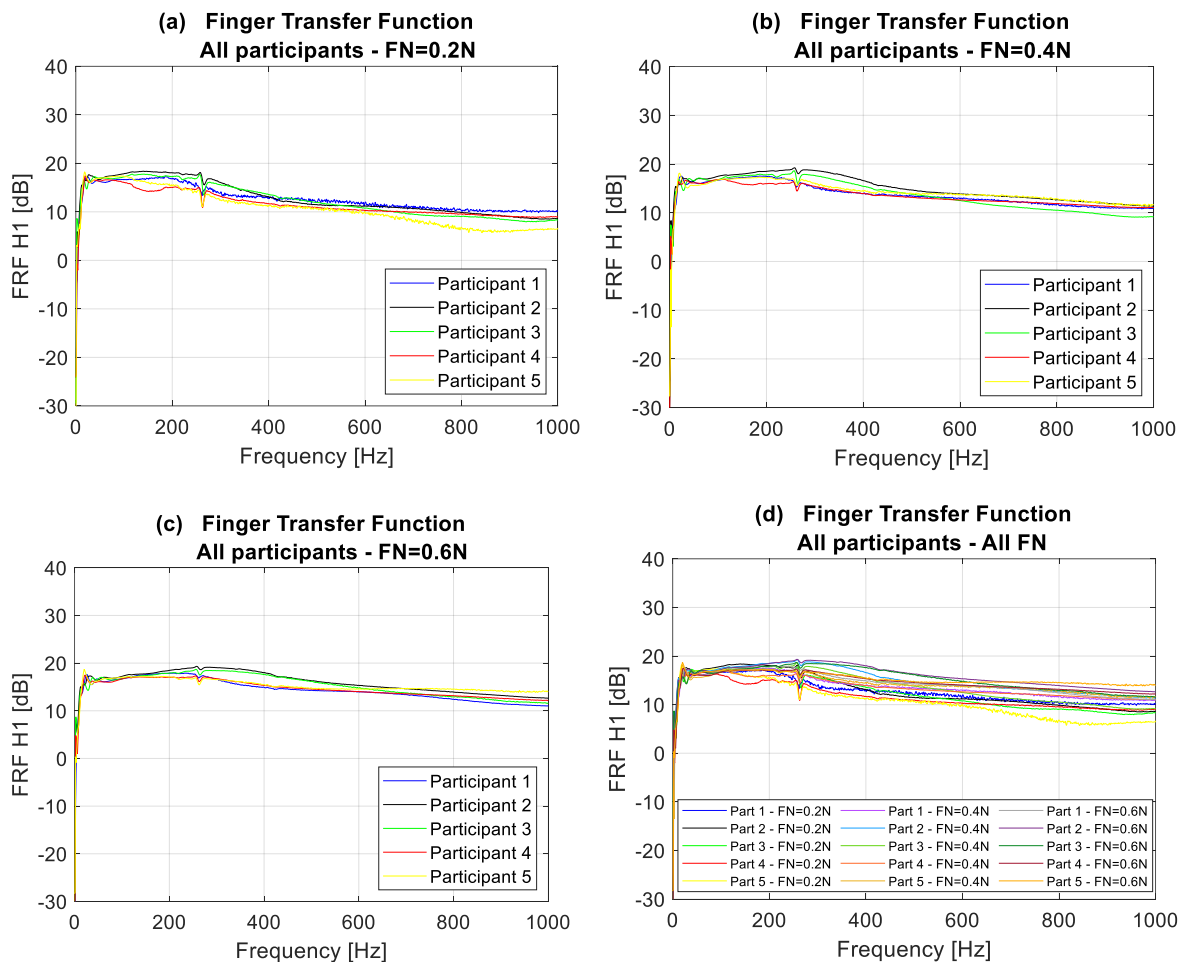 (a) Finger Transfer Function
All participants - FN=0.2N
40
30
20
10
0
-10
-20
-30
FRF H1 [dB]
Participant 1
Participant 2
Participant 3
Participant 4
Participant 5
0 200 400 600 800 1000
Frequency [Hz]
(b) Finger Transfer Function
All participants - FN=0.4N
40
30
20
10
0
-10
-20
-30
FRF H1 [dB]
Participant 1
Participant 2
Participant 3
Participant 4
Participant 5
0 200 400 600 800 1000
Frequency [Hz]
(c) Finger Transfer Function
All participants - FN=0.6N
40
30
20
10
0
-10
-20
-30
FRF H1 [dB]
Participant 1
Participant 2
Participant 3
Participant 4
Participant 5
0 200 400 600 800 1000
Frequency [Hz]
(d) Finger Transfer Function
All participants - All FN
40
30
20
10
0
-10
-20
-30
FRF H1 [dB]
Part 1 - FN=0.2N Part 1 - FN=0.4N Part 1 - FN=0.6N
Part 2 - FN=0.2N Part 2 - FN=0.4N Part 2 - FN=0.6N
Part 3 - FN=0.2N Part 3 - FN=0.4N Part 3 - FN=0.6N
Part 4 - FN=0.2N Part 4 - FN=0.4N Part 4 - FN=0.6N
Part 5 - FN=0.2N Part 5 - FN=0.4N Part 5 - FN=0.6N
0 200 400 600 800 1000
Frequency [Hz]